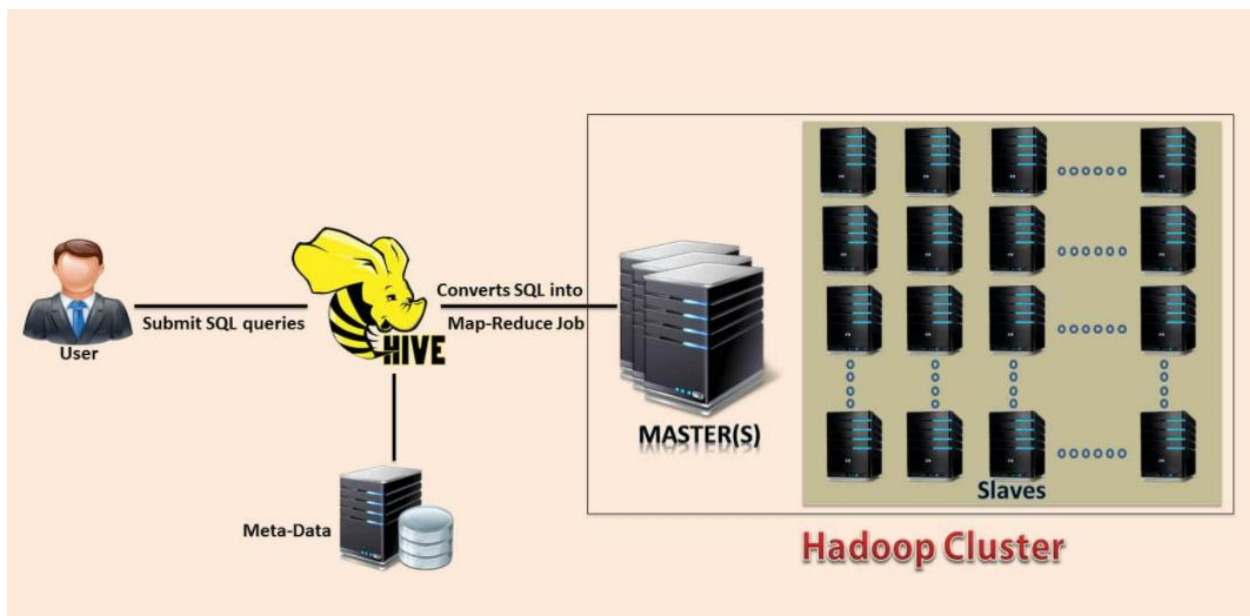 User
Submit SQL queries
HIVE
Converts SQL into
Map-Reduce Job
Meta-Data
MASTER(S)
Slaves
Hadoop Cluster